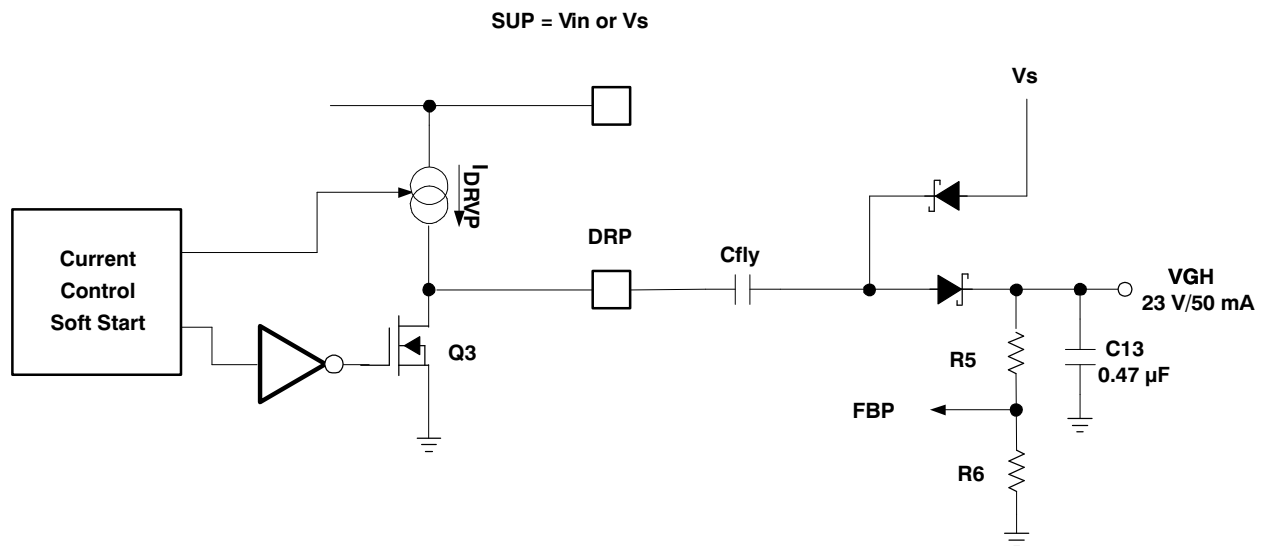 SUP = Vin or Vs
Vs
IDRVP
DRP
Cfly
Current
Control
Soft Start
Q3
VGH
23 V/50 mA
R5
C13
0.47 µF
FBP
R6